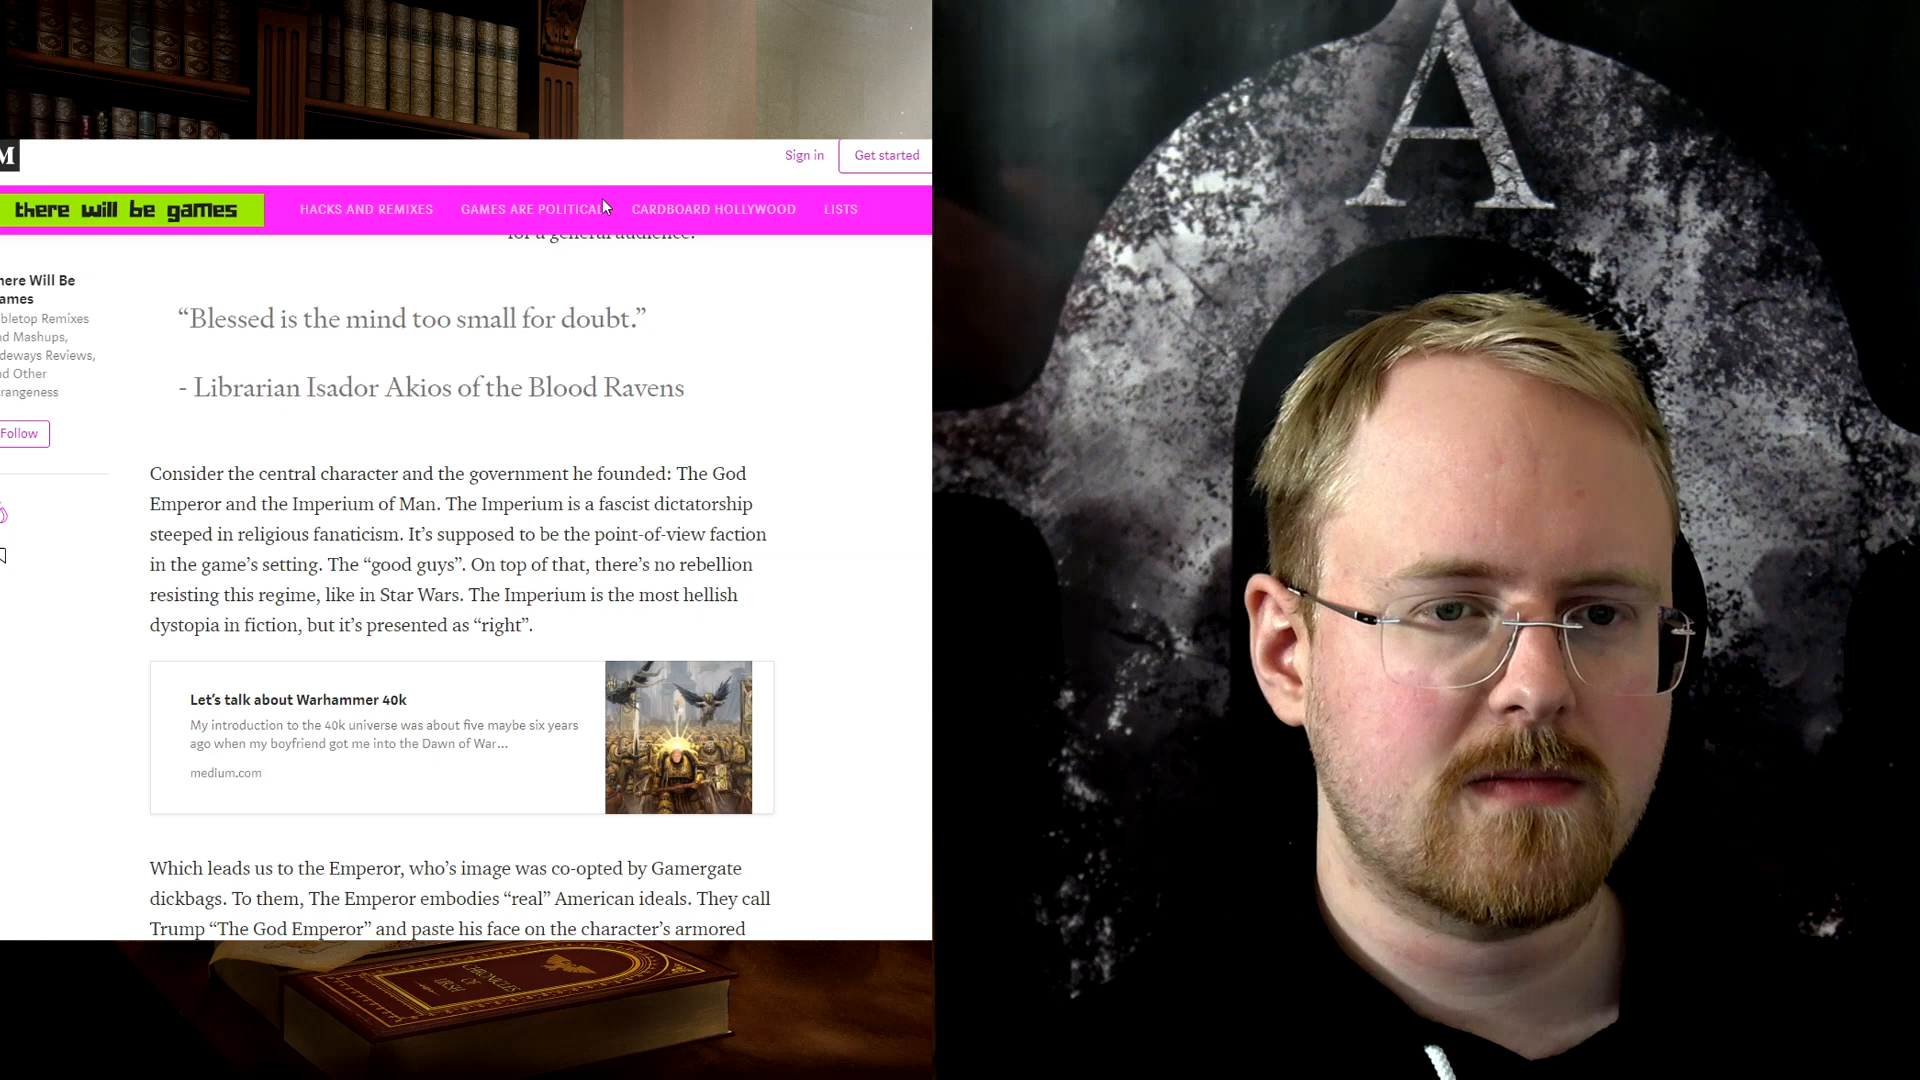 M
Sign in
Get started
there will be games
HACKS AND REMIXES
GAMES ARE POLITICAL
CARDBOARD HOLLYWOOD
LISTS
for a general audience.
here Will Be
ames
bletop Remixes
nd Mashups,
deways Reviews,
nd Other
rangeness
Follow
“Blessed is the mind too small for doubt.”
- Librarian Isador Akios of the Blood Ravens
Consider the central character and the government he founded: The God
Emperor and the Imperium of Man. The Imperium is a fascist dictatorship
steeped in religious fanaticism. It’s supposed to be the point-of-view faction
in the game’s setting. The “good guys”. On top of that, there’s no rebellion
resisting this regime, like in Star Wars. The Imperium is the most hellish
dystopia in fiction, but it’s presented as “right”.
Let’s talk about Warhammer 40k
My introduction to the 40k universe was about five maybe six years
ago when my boyfriend got me into the Dawn of War...
medium.com
Which leads us to the Emperor, who’s image was co-opted by Gamergate
dickbags. To them, The Emperor embodies “real” American ideals. They call
Trump “The God Emperor” and paste his face on the character’s armored
CHRONICLES
OF
URSH
A